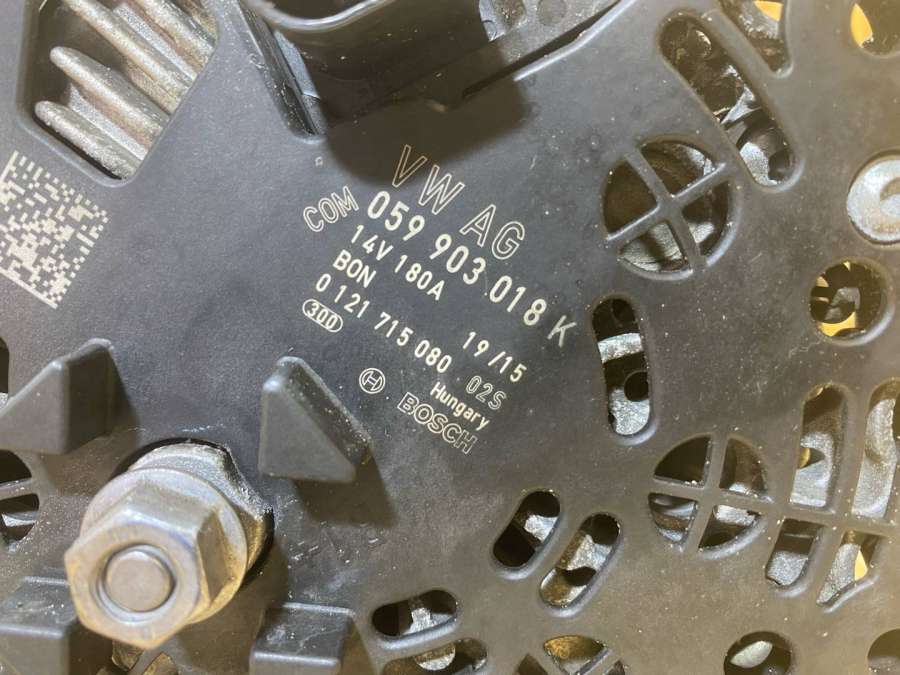 VW AG
COM 059 903 018 K
14V 180A 19/15
BON
0 121 715 080 02S
300 Hungary
BOSCH